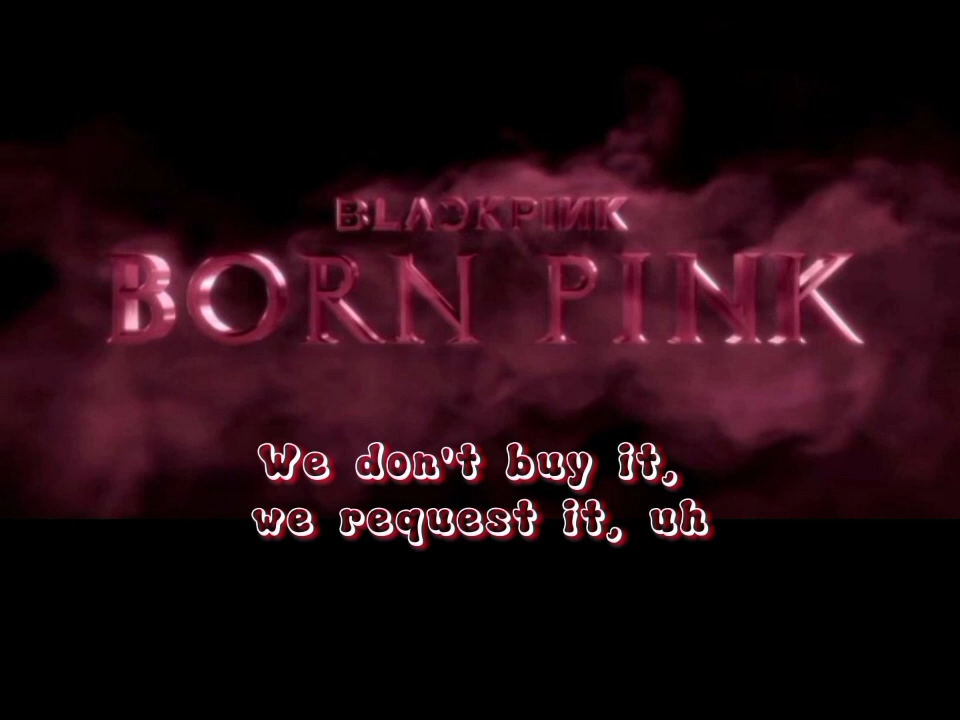 BLACKPINK
BORN PINK
We don't buy it,
we request it, uh